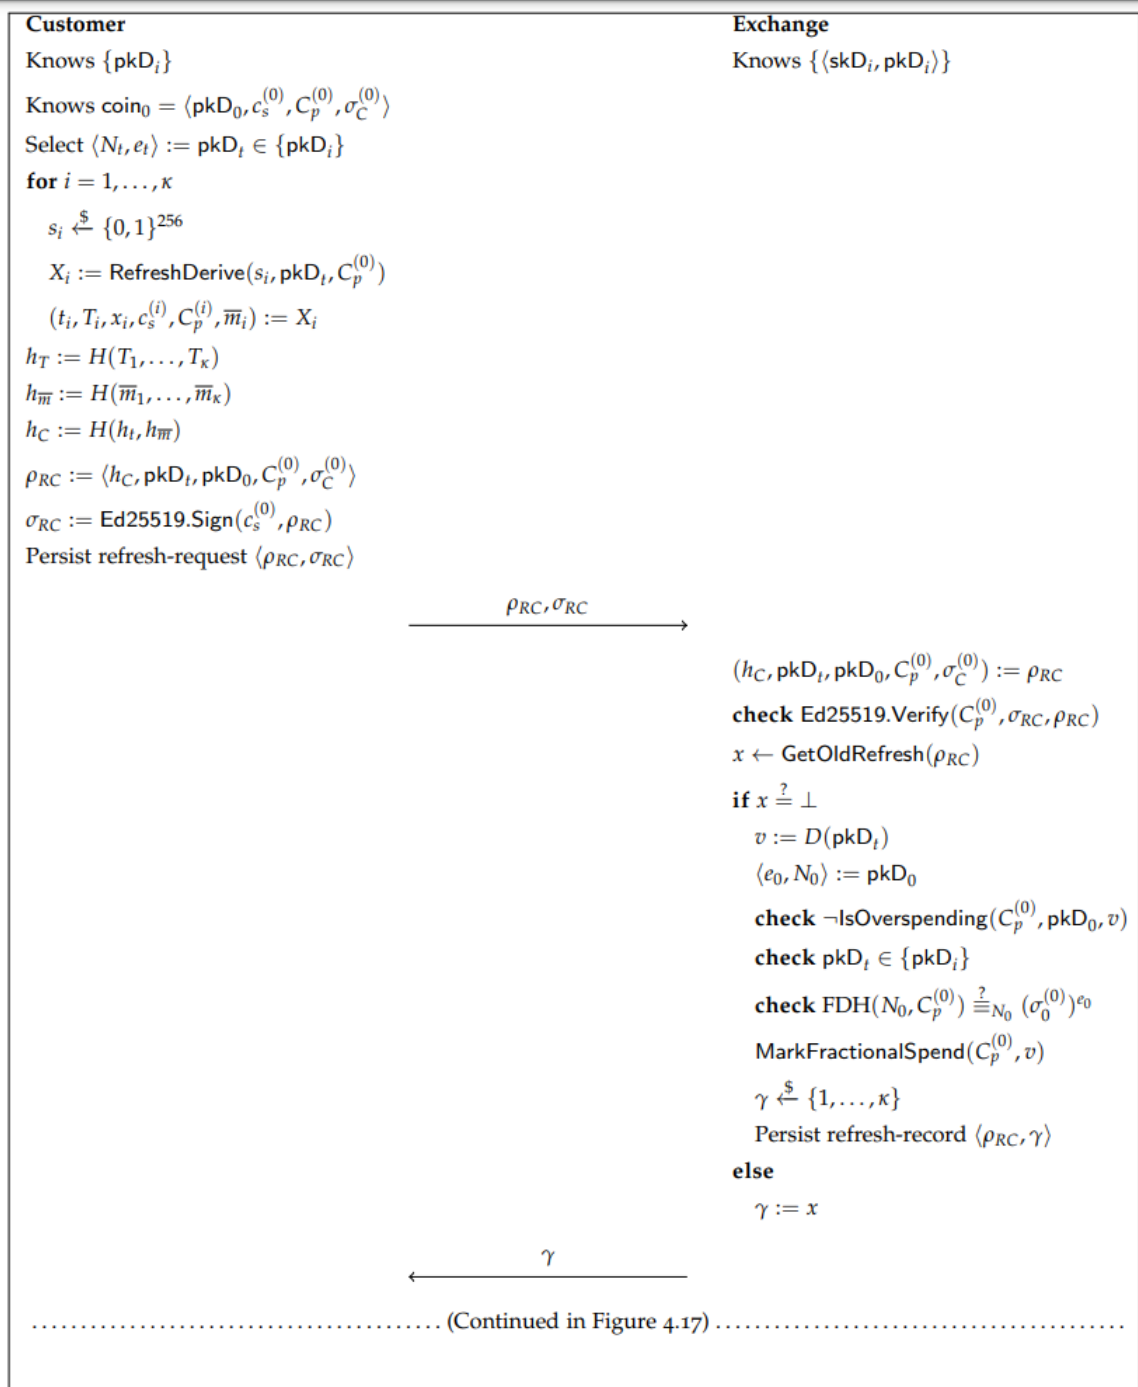 Customer Exchange
Knows {pkD_i} Knows {⟨skD_i, pkD_i⟩}
Knows coin_0 = ⟨pkD_0, c_s^(0), C_p^(0), σ_C^(0)⟩
Select ⟨N_t, e_t⟩ := pkD_t ∈ {pkD_i}
for i = 1, . . . , κ
s_i ←$ {0, 1}^256
X_i := RefreshDerive(s_i, pkD_t, C_p^(0))
(t_i, T_i, x_i, c_s^(i), C_p^(i), m̄_i) := X_i
h_T := H(T_1, . . . , T_κ)
h_m̄ := H(m̄_1, . . . , m̄_κ)
h_C := H(h_t, h_m̄)
ρ_RC := ⟨h_C, pkD_t, pkD_0, C_p^(0), σ_C^(0)⟩
σ_RC := Ed25519.Sign(c_s^(0), ρ_RC)
Persist refresh-request ⟨ρ_RC, σ_RC⟩
ρ_RC, σ_RC
(h_C, pkD_t, pkD_0, C_p^(0), σ_C^(0)) := ρ_RC
check Ed25519.Verify(C_p^(0), σ_RC, ρ_RC)
x ← GetOldRefresh(ρ_RC)
if x =? ⊥
v := D(pkD_t)
⟨e_0, N_0⟩ := pkD_0
check ¬IsOverspending(C_p^(0), pkD_0, v)
check pkD_t ∈ {pkD_i}
check FDH(N_0, C_p^(0)) ≡?_N_0 (σ_0^(0))^e_0
MarkFractionalSpend(C_p^(0), v)
γ ←$ {1, . . . , κ}
Persist refresh-record ⟨ρ_RC, γ⟩
else
γ := x
γ
(Continued in Figure 4.17)